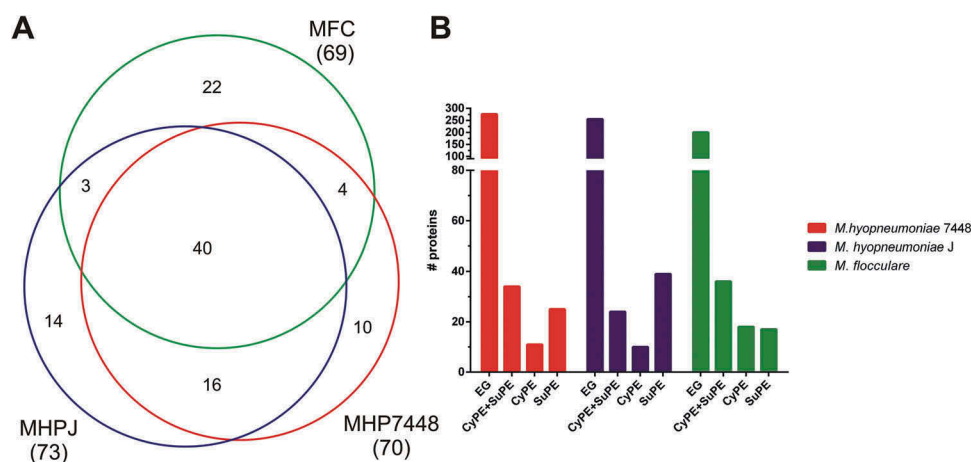 A
MFC
(69)
22
3
4
40
14
10
16
MHPJ
(73)
MHP7448
(70)
B
# proteins
300
250
200
150
100
80
60
40
20
0
EG
CyPE+SuPE
CyPE
SuPE
EG
CyPE+SuPE
CyPE
SuPE
EG
CyPE+SuPE
CyPE
SuPE
M.hyopneumoniae 7448
M. hyopneumoniae J
M. flocculare